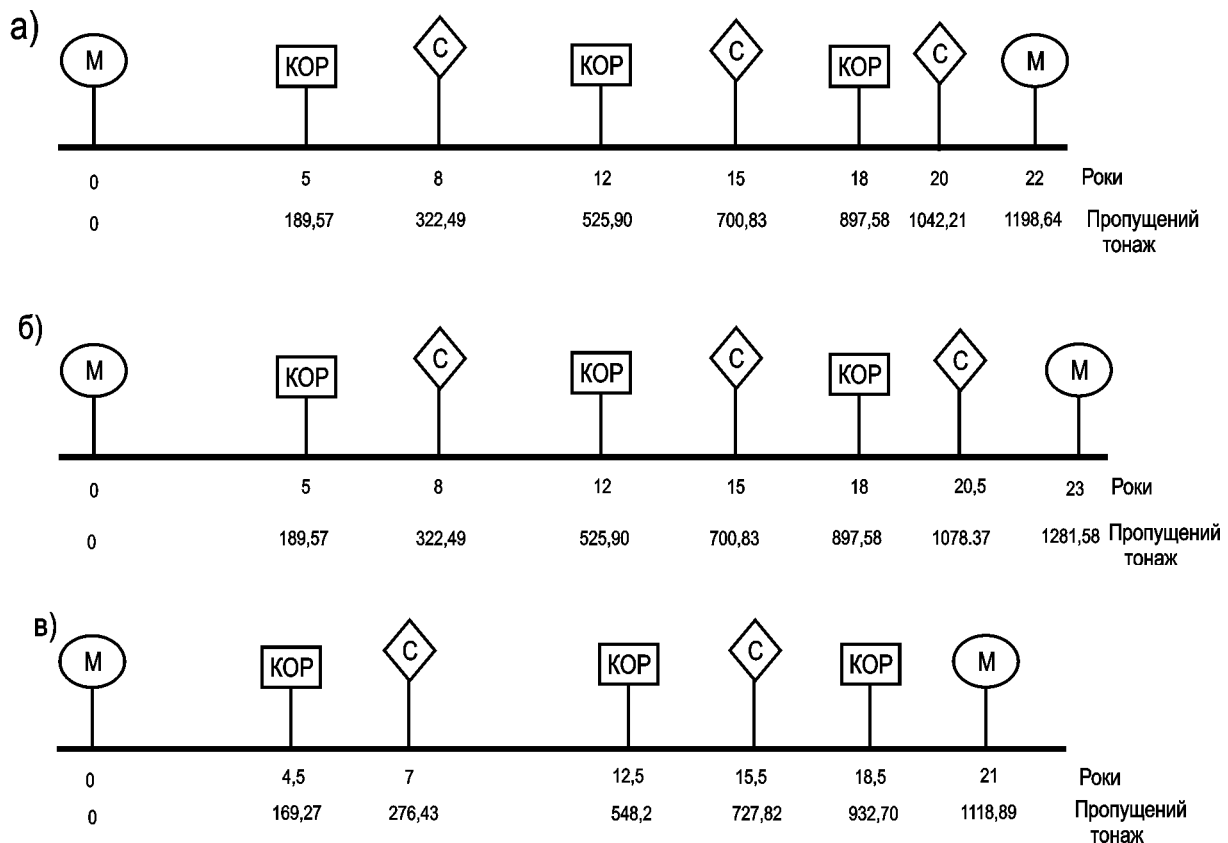 а)
М КОР С КОР С КОР С М
0 5 8 12 15 18 20 22 Роки
0 189,57 322,49 525,90 700,83 897,58 1042,21 1198,64 Пропущений
тонаж
б)
М КОР С КОР С КОР С М
0 5 8 12 15 18 20,5 23 Роки
0 189,57 322,49 525,90 700,83 897,58 1078.37 1281,58 Пропущений
тонаж
в)
М КОР С КОР С КОР М
0 4,5 7 12,5 15,5 18,5 21 Роки
0 169,27 276,43 548,2 727,82 932,70 1118,89 Пропущений
тонаж